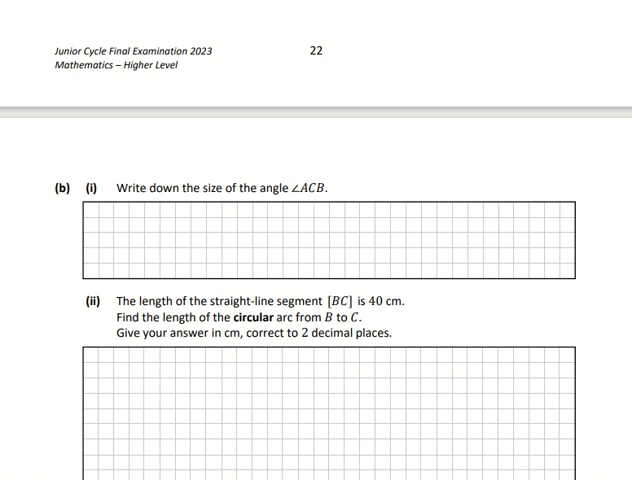 Junior Cycle Final Examination 2023 22
Mathematics – Higher Level
(b) (i) Write down the size of the angle ∠ACB.
(ii) The length of the straight-line segment [BC] is 40 cm.
Find the length of the circular arc from B to C.
Give your answer in cm, correct to 2 decimal places.